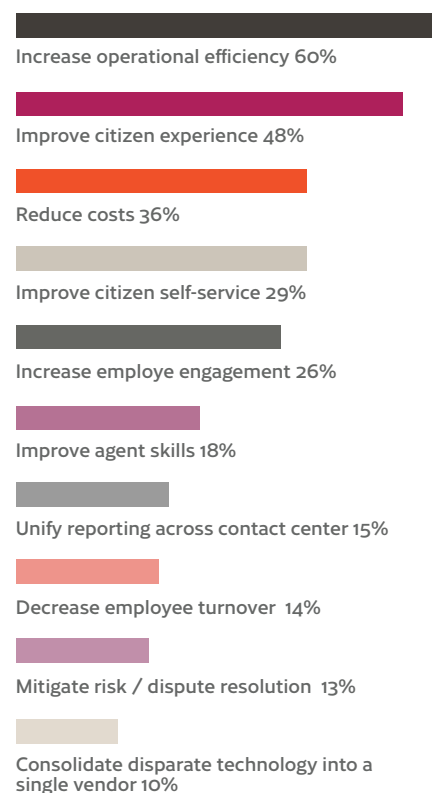 Increase operational efficiency 60%
Improve citizen experience 48%
Reduce costs 36%
Improve citizen self-service 29%
Increase employe engagement 26%
Improve agent skills 18%
Unify reporting across contact center 15%
Decrease employee turnover 14%
Mitigate risk / dispute resolution 13%
Consolidate disparate technology into a
single vendor 10%